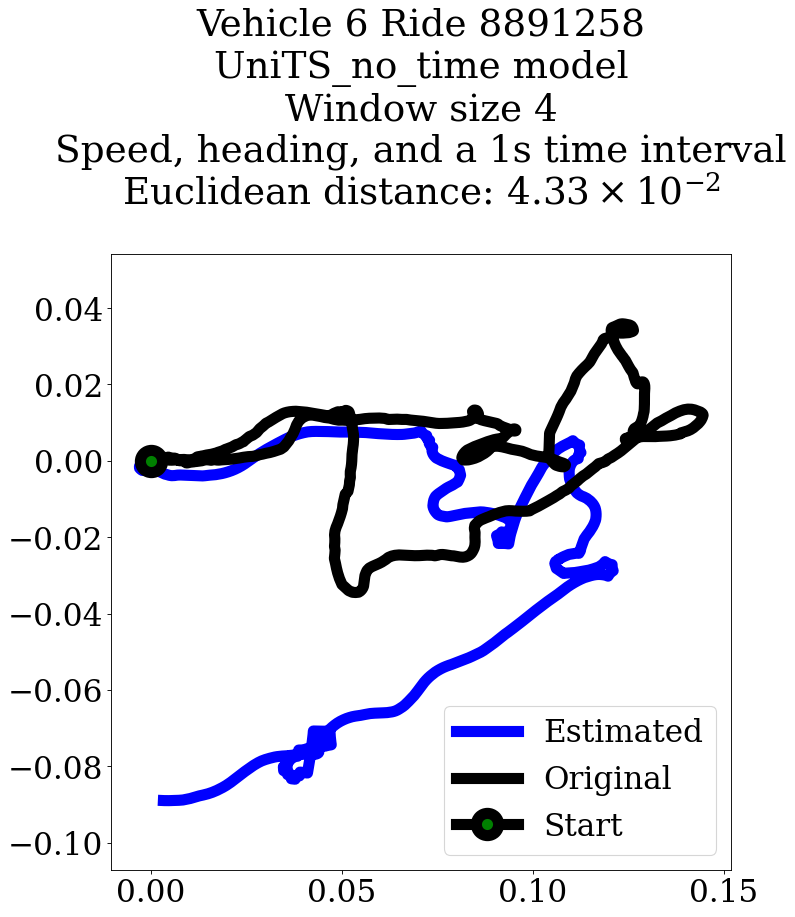 Vehicle 6 Ride 8891258
UniTS_no_time model
Window size 4
Speed, heading, and a 1s time interval
Euclidean distance: 4.33 × 10⁻²
0.04
0.02
0.00
−0.02
−0.04
−0.06
−0.08
−0.10
Estimated
Original
Start
0.00 0.05 0.10 0.15